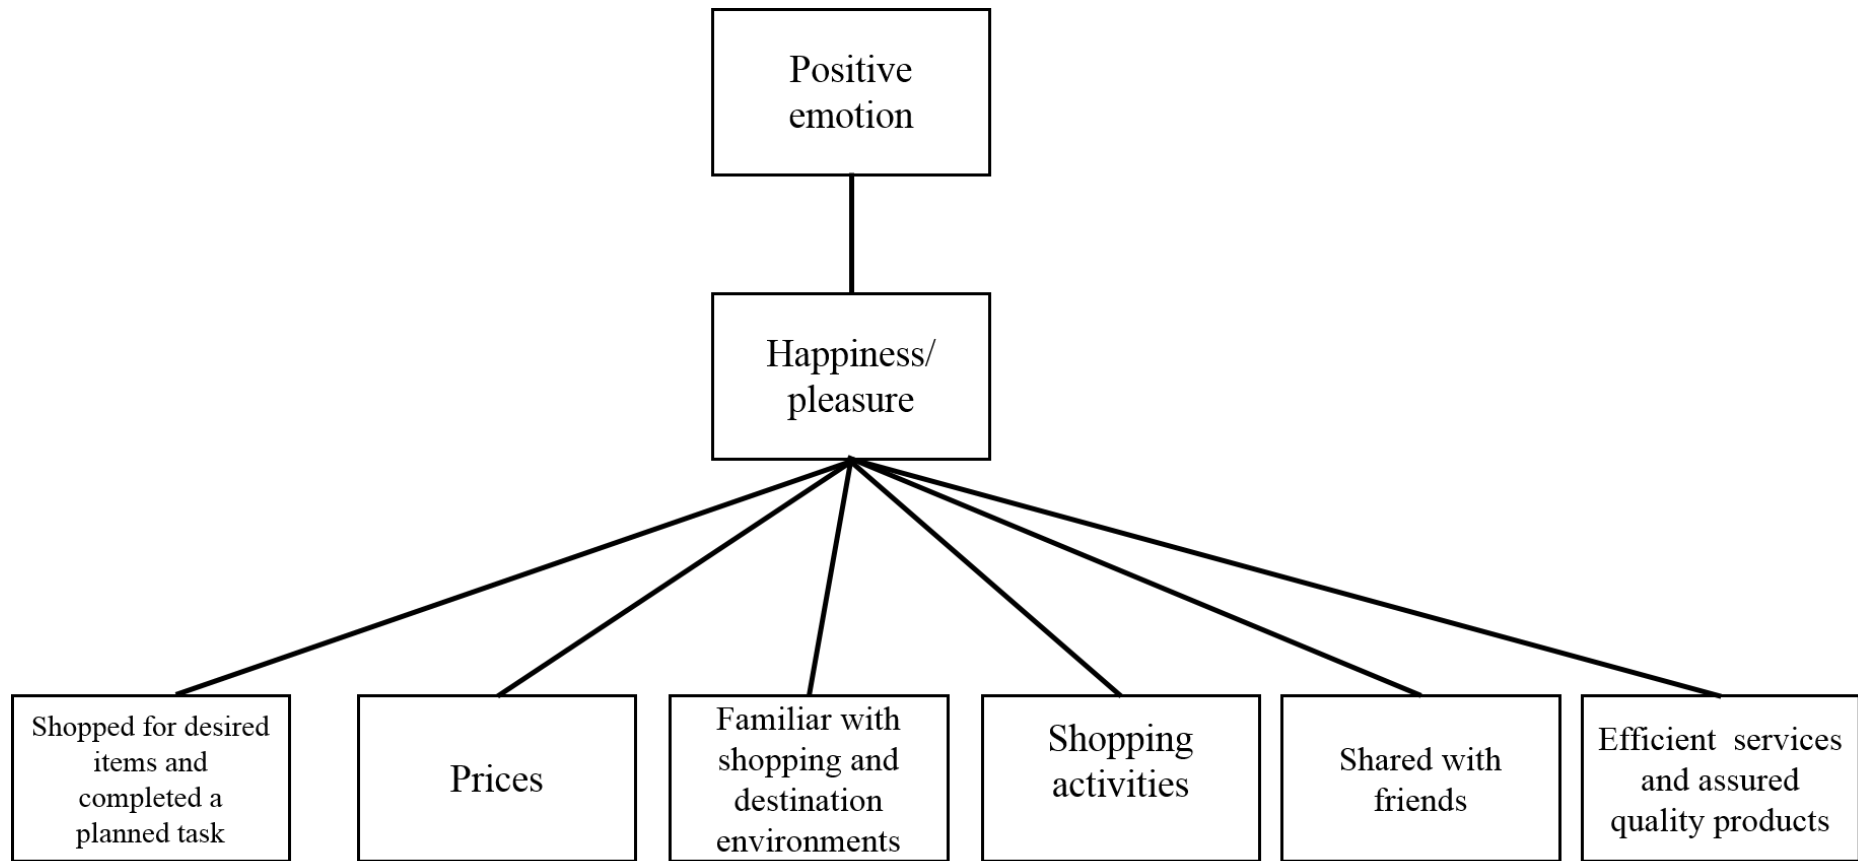 Positive
emotion
Happiness/
pleasure
Shopped for desired
items and
completed a
planned task
Prices
Familiar with
shopping and
destination
environments
Shopping
activities
Shared with
friends
Efficient  services
and assured
quality products